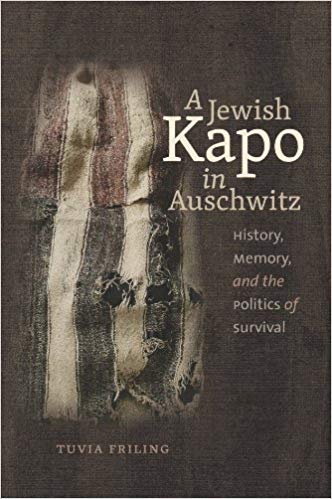 A Jewish
Kapo
in
Auschwitz
History,
Memory,
and the
Politics of
Survival
TUVIA FRILING